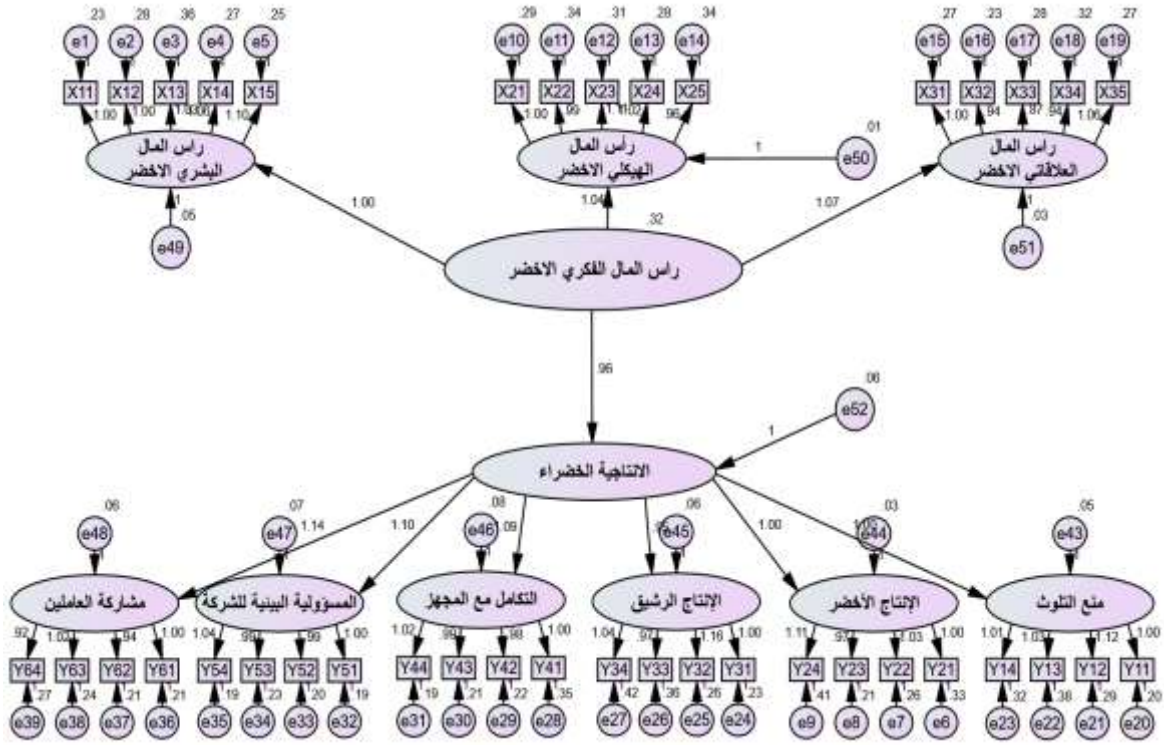 .23 .28 .36 .27 .25
e1 e2 e3 e4 e5
X11 X12 X13 X14 X15
1.00 1.00 1.10
راس المال
البشري الاخضر
1
.05
e49
.29 .34 .31 .28 .34
e10 e11 e12 e13 e14
X21 X22 X23 X24 X25
1.00 .99 1.02 .96
رأس المال
الهيكلي الاخضر
.01
e50
1
.27 .23 .28 .32 .27
e15 e16 e17 e18 e19
X31 X32 X33 X34 X35
1.00 .94 .87 .94 1.06
راس المال
العلاقاتي الاخضر
1
.03
e51
1.00 1.04 1.07
.32
راس المال الفكري الاخضر
.96
.06
e52
1
الانتاجية الخضراء
1.14 1.10 1.09 1.00
.06 .07 .08 .06 .03 .05
e48 e47 e46 e45 e44 e43
مشاركة العاملين
المسؤولية البيئية للشركة
التكامل مع المجهز
الإنتاج الرشيق
الإنتاج الأخضر
منع التلوث
.92 1.00
Y64 Y63 Y62 Y61
.27 .24 .21 .21
e39 e38 e37 e36
1.04 .99 1.00
Y54 Y53 Y52 Y51
.19 .23 .20 .19
e35 e34 e33 e32
1.02 .99 .98 1.00
Y44 Y43 Y42 Y41
.19 .21 .22 .35
e31 e30 e29 e28
1.04 .97 1.16 1.00
Y34 Y33 Y32 Y31
.42 .36 .26 .23
e27 e26 e25 e24
1.11 1.03 1.00
Y24 Y23 Y22 Y21
.41 .21 .26 .33
e9 e8 e7 e6
1.01 1.03 1.12 1.00
Y14 Y13 Y12 Y11
.32 .38 .29 .20
e23 e22 e21 e20